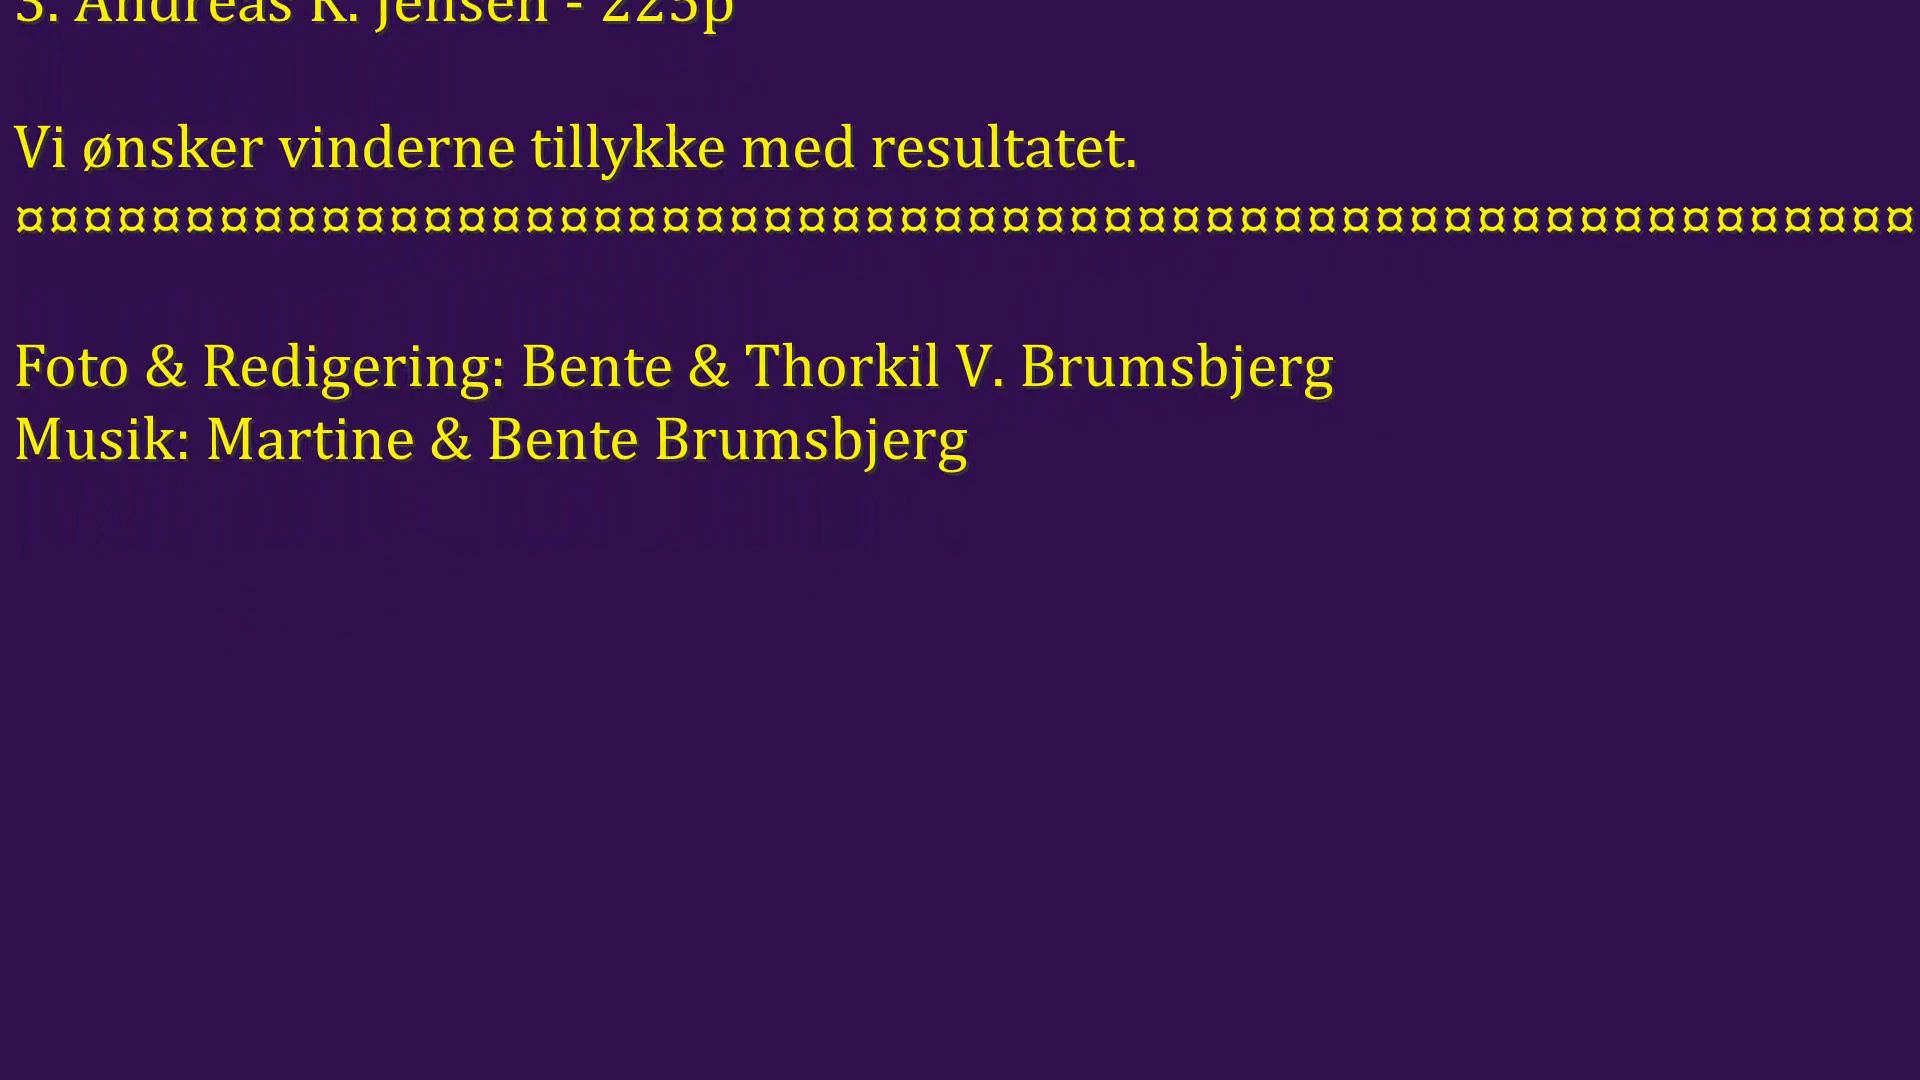 3. Andreas K. Jensen - 225p
Vi ønsker vinderne tillykke med resultatet.
¤¤¤¤¤¤¤¤¤¤¤¤¤¤¤¤¤¤¤¤¤¤¤¤¤¤¤¤¤¤¤¤¤¤¤¤¤¤¤¤¤¤¤¤¤¤¤¤¤¤¤¤¤¤¤¤
Foto & Redigering: Bente & Thorkil V. Brumsbjerg
Musik: Martine & Bente Brumsbjerg